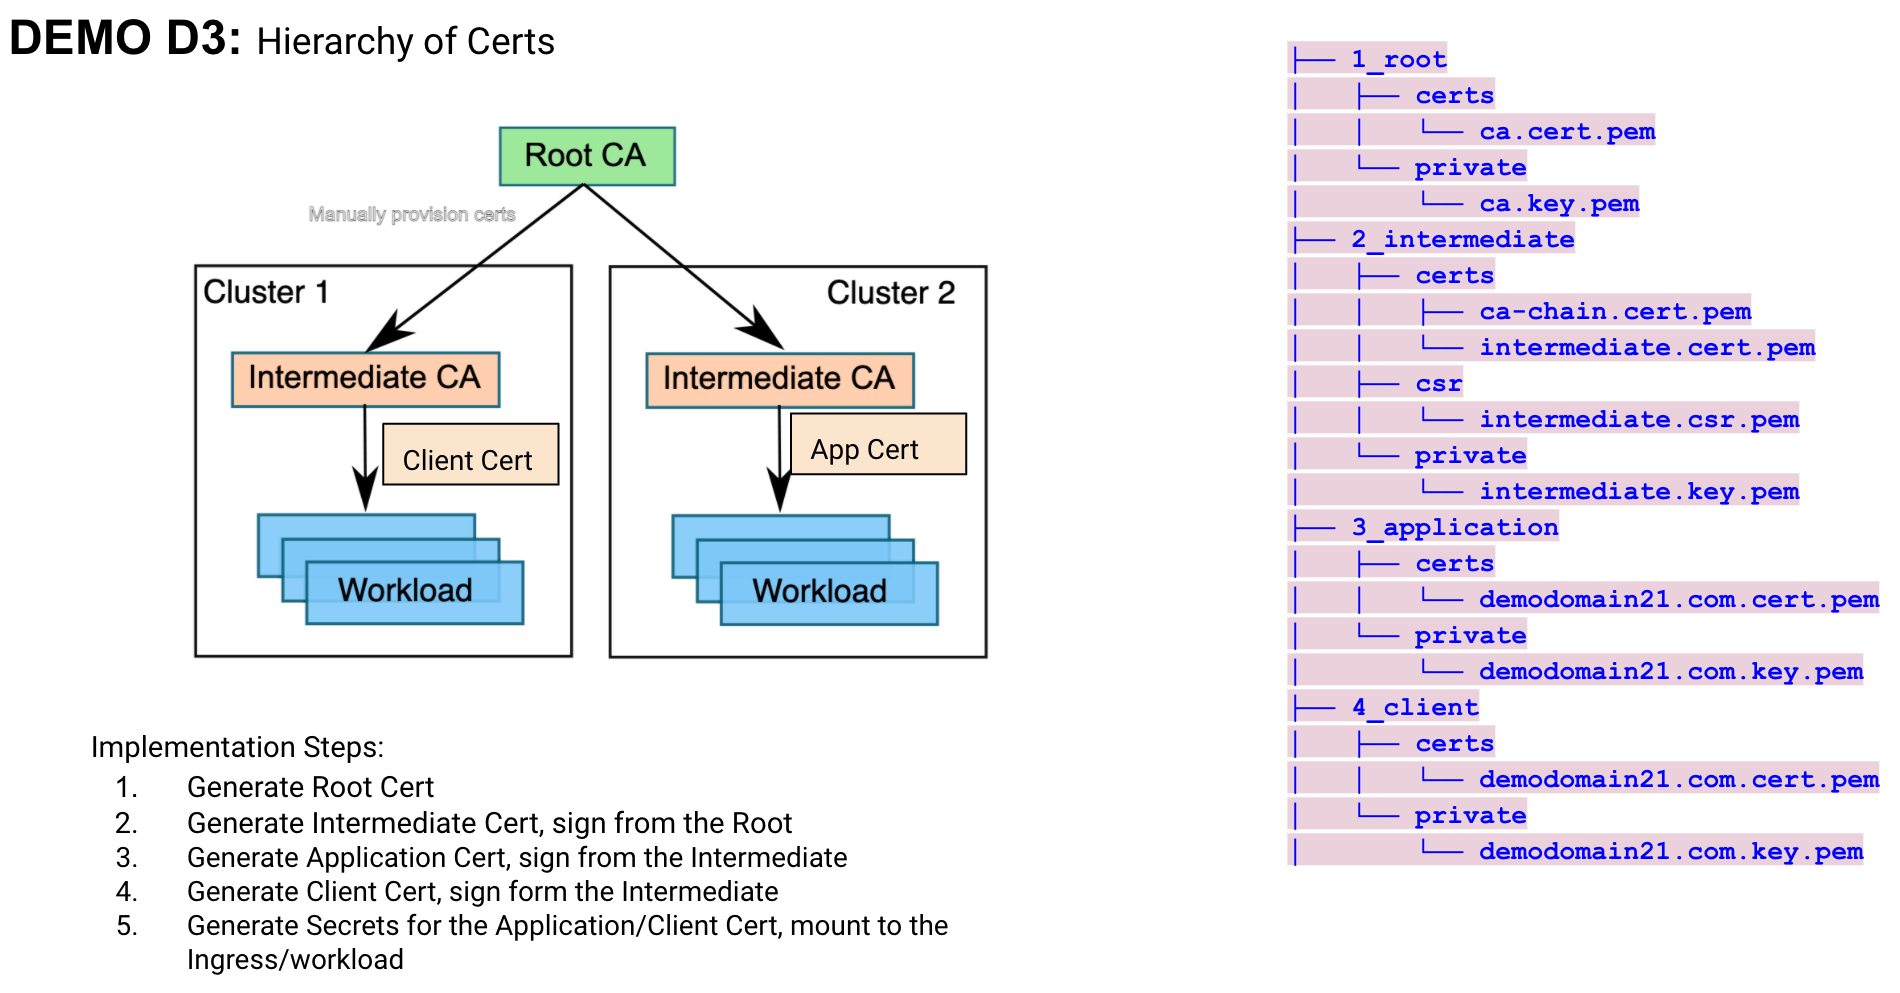 DEMO D3: Hierarchy of Certs
Root CA
Manually provision certs
Cluster 1
Cluster 2
Intermediate CA
Intermediate CA
Client Cert
App Cert
Workload
Workload
Implementation Steps:
1. Generate Root Cert
2. Generate Intermediate Cert, sign from the Root
3. Generate Application Cert, sign from the Intermediate
4. Generate Client Cert, sign form the Intermediate
5. Generate Secrets for the Application/Client Cert, mount to the
Ingress/workload
├── 1_root
│   ├── certs
│   │   └── ca.cert.pem
│   └── private
│       └── ca.key.pem
├── 2_intermediate
│   ├── certs
│   │   ├── ca-chain.cert.pem
│   │   └── intermediate.cert.pem
│   ├── csr
│   │   └── intermediate.csr.pem
│   └── private
│       └── intermediate.key.pem
├── 3_application
│   ├── certs
│   │   └── demodomain21.com.cert.pem
│   └── private
│       └── demodomain21.com.key.pem
├── 4_client
│   ├── certs
│   │   └── demodomain21.com.cert.pem
│   └── private
│       └── demodomain21.com.key.pem